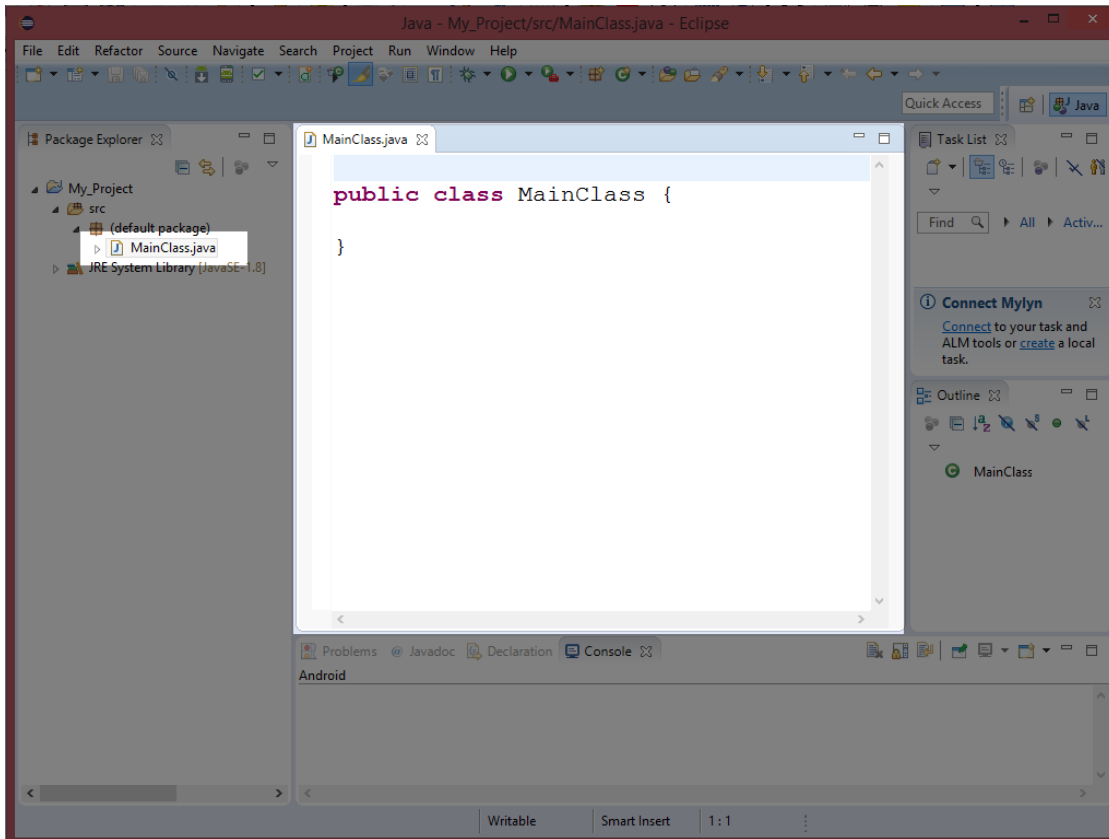 Java - My_Project/src/MainClass.java - Eclipse
File Edit Refactor Source Navigate Search Project Run Window Help
Quick Access
Java
Package Explorer
My_Project
src
(default package)
MainClass.java
JRE System Library [JavaSE-1.8]
MainClass.java
public class MainClass {
}
Task List
Find All Activ...
Connect Mylyn
Connect to your task and
ALM tools or create a local
task.
Outline
MainClass
Problems @ Javadoc Declaration Console
Android
Writable Smart Insert 1 : 1